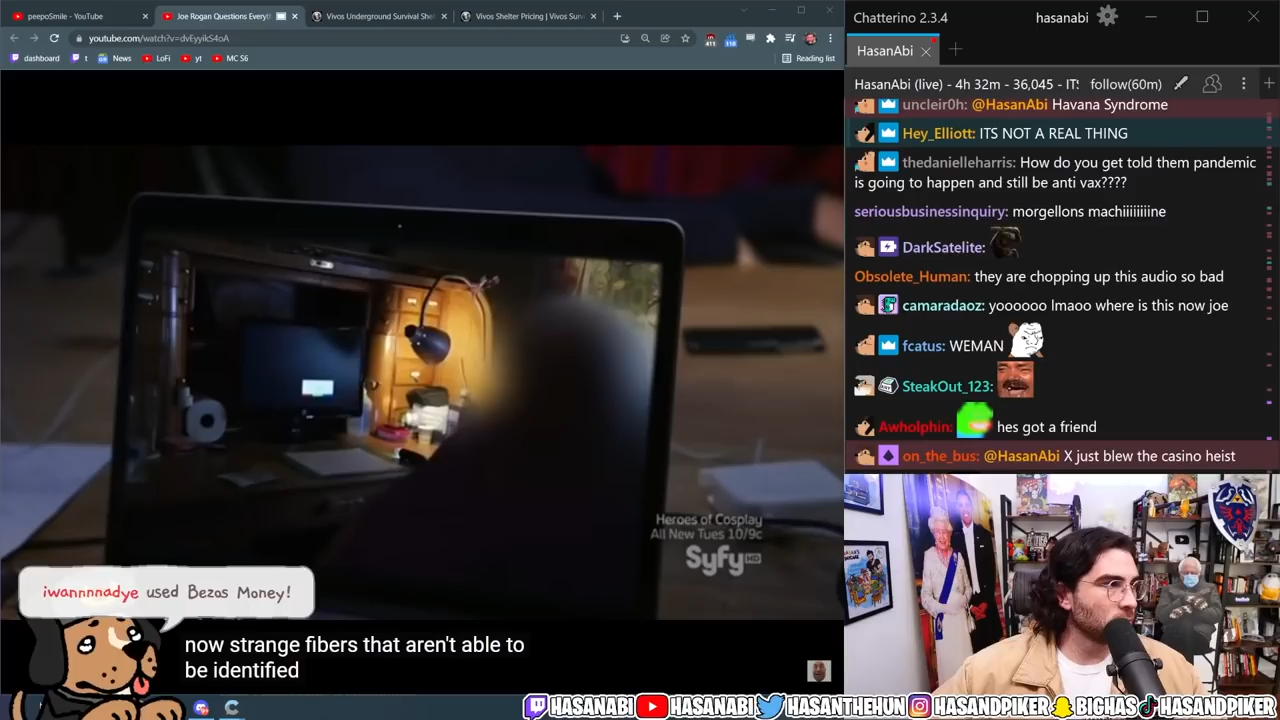 peepoSmile - YouTube
Joe Rogan Questions Everyt
Vivos Underground Survival Shel
Vivos Shelter Pricing | Vivos Surv
youtube.com/watch?v=dvEyyikS4oA
411
118
dashboard
t
News
LoFi
yt
MC S6
Reading list
Heroes of Cosplay
All New Tues 10/9c
Syfy HD
iwannnnadye used Bezos Money!
now strange fibers that aren't able to
be identified
Chatterino 2.3.4
hasanabi
HasanAbi
HasanAbi (live) - 4h 32m - 36,045 - IT'S
follow(60m)
uncleir0h: @HasanAbi Havana Syndrome
Hey_Elliott: ITS NOT A REAL THING
thedanielleharris: How do you get told them pandemic
is going to happen and still be anti vax????
seriousbusinessinquiry: morgellons machiiiiiiiine
DarkSatelite:
Obsolete_Human: they are chopping up this audio so bad
camaradaoz: yoooooo lmaoo where is this now joe
fcatus: WEMAN
SteakOut_123:
Awholphin: hes got a friend
on_the_bus: @HasanAbi X just blew the casino heist
HASANABI HASANABI HASANTHEHUN HASANDPIKER BIGHAS HASANDPIKER